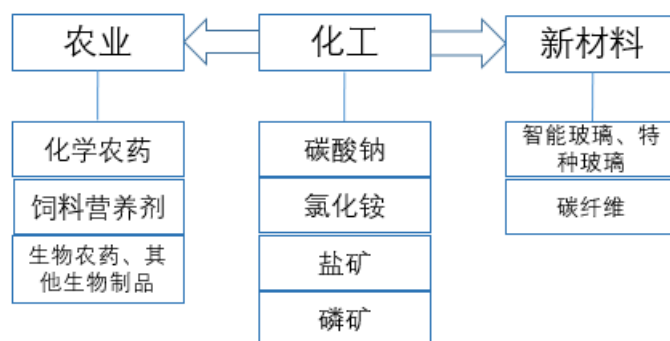 农业
化工
新材料
化学农药
饲料营养剂
生物农药、其
他生物制品
碳酸钠
氯化铵
盐矿
磷矿
智能玻璃、特
种玻璃
碳纤维